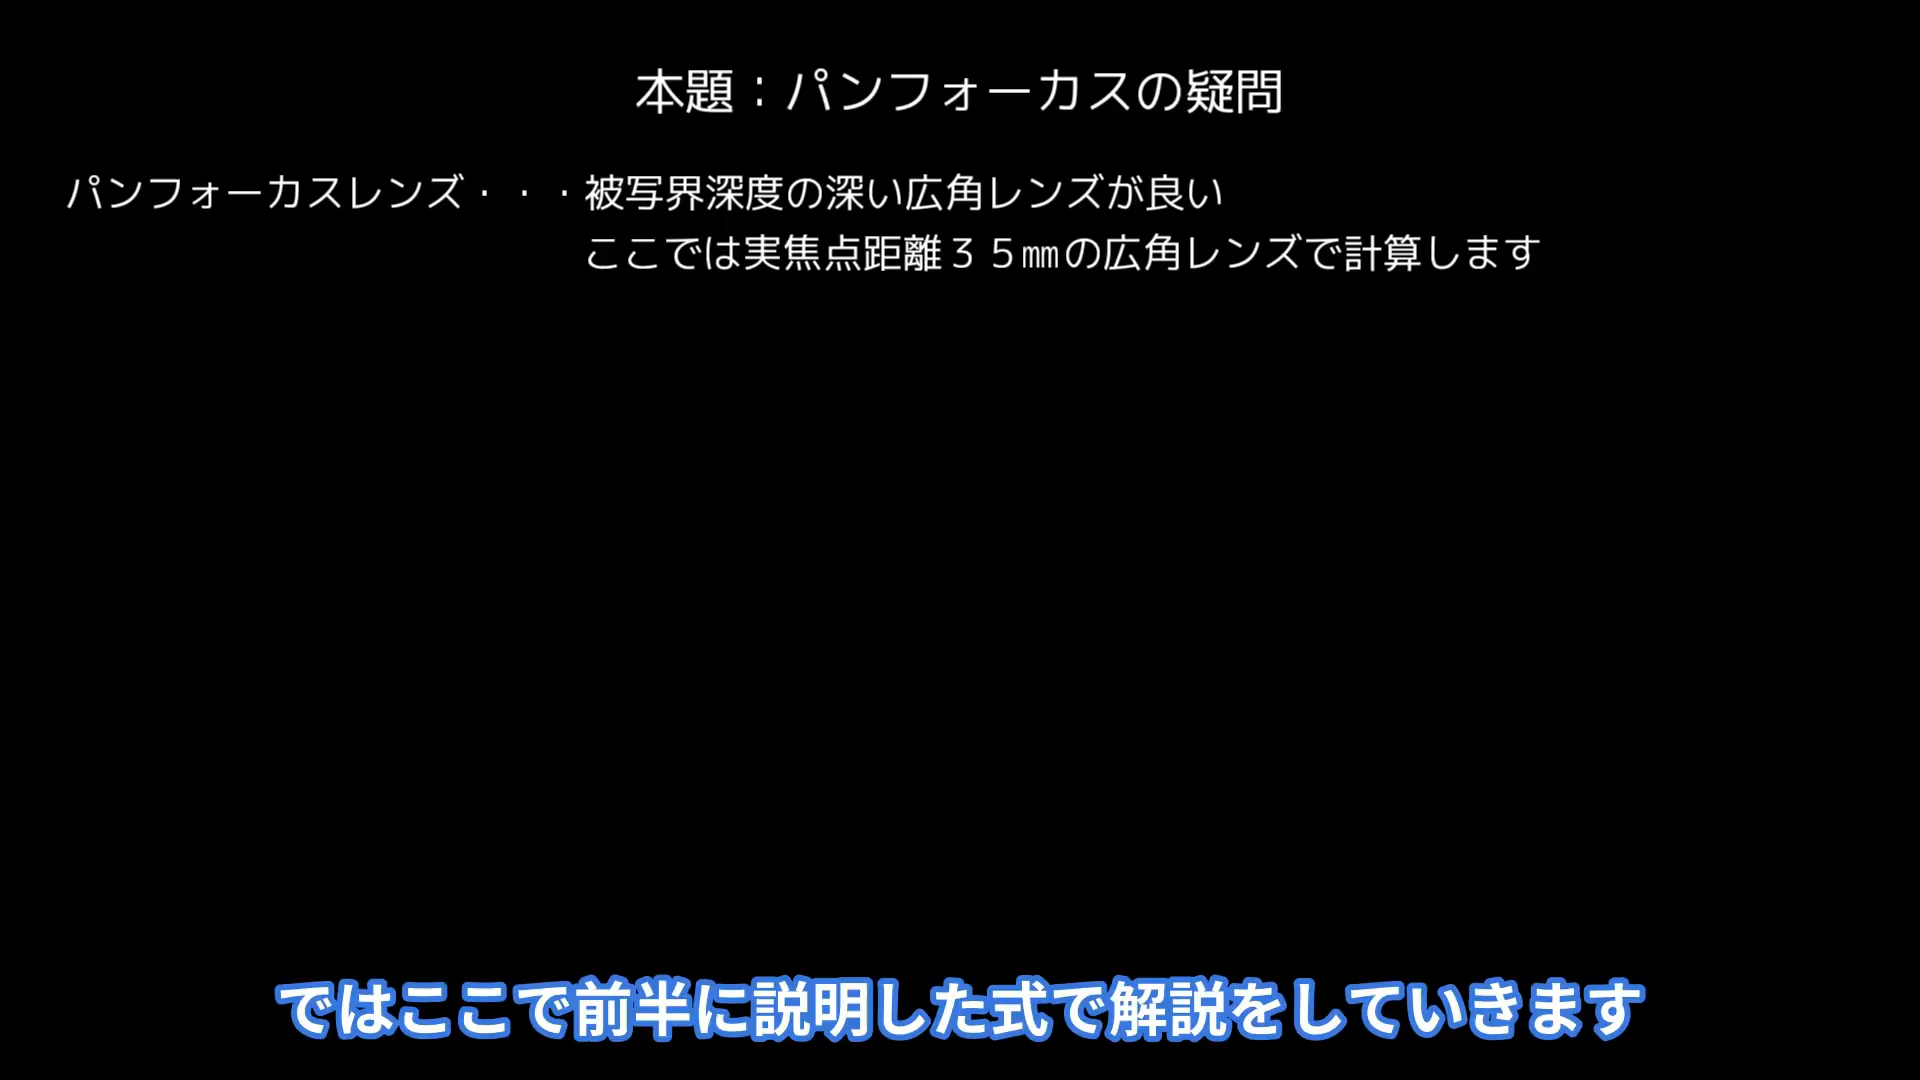 本題：パンフォーカスの疑問
パンフォーカスレンズ・・・被写界深度の深い広角レンズが良い
ここでは実焦点距離３５㎜の広角レンズで計算します
ではここで前半に説明した式で解説をしていきます